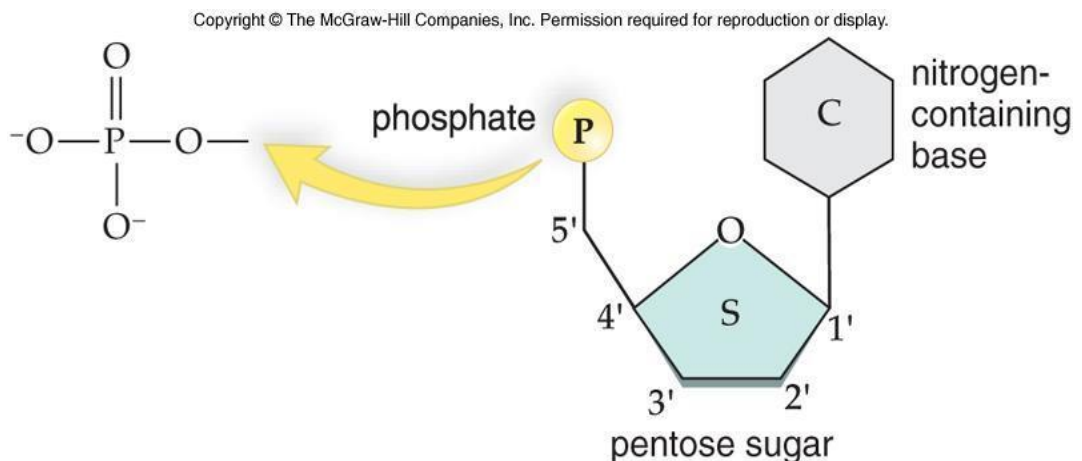 Copyright © The McGraw-Hill Companies, Inc. Permission required for reproduction or display.
O
⁻O—P—O—
O⁻
phosphate
P
C
nitrogen-
containing
base
5'
O
4'
S
1'
3'
2'
pentose sugar